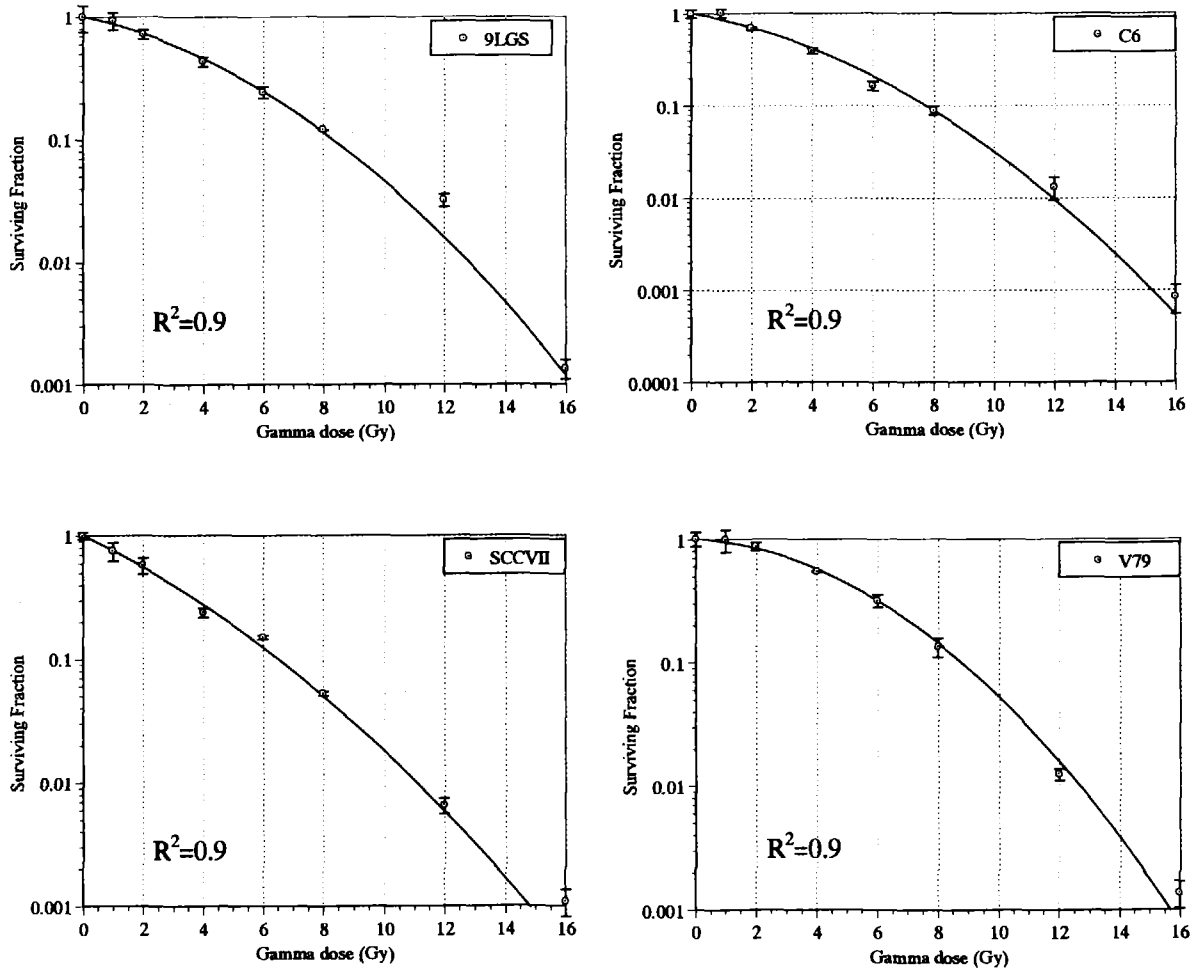 1
9LGS
0.1
Surviving Fraction
0.01
R²=0.9
0.001
0 2 4 6 8 10 12 14 16
Gamma dose (Gy)
1
C6
0.1
Surviving Fraction
0.01
0.001
R²=0.9
0.0001
0 2 4 6 8 10 12 14 16
Gamma dose (Gy)
1
SCCVII
0.1
Surviving Fraction
0.01
R²=0.9
0.001
0 2 4 6 8 10 12 14 16
Gamma dose (Gy)
1
V79
0.1
Surviving Fraction
0.01
R²=0.9
0.001
0 2 4 6 8 10 12 14 16
Gamma dose (Gy)